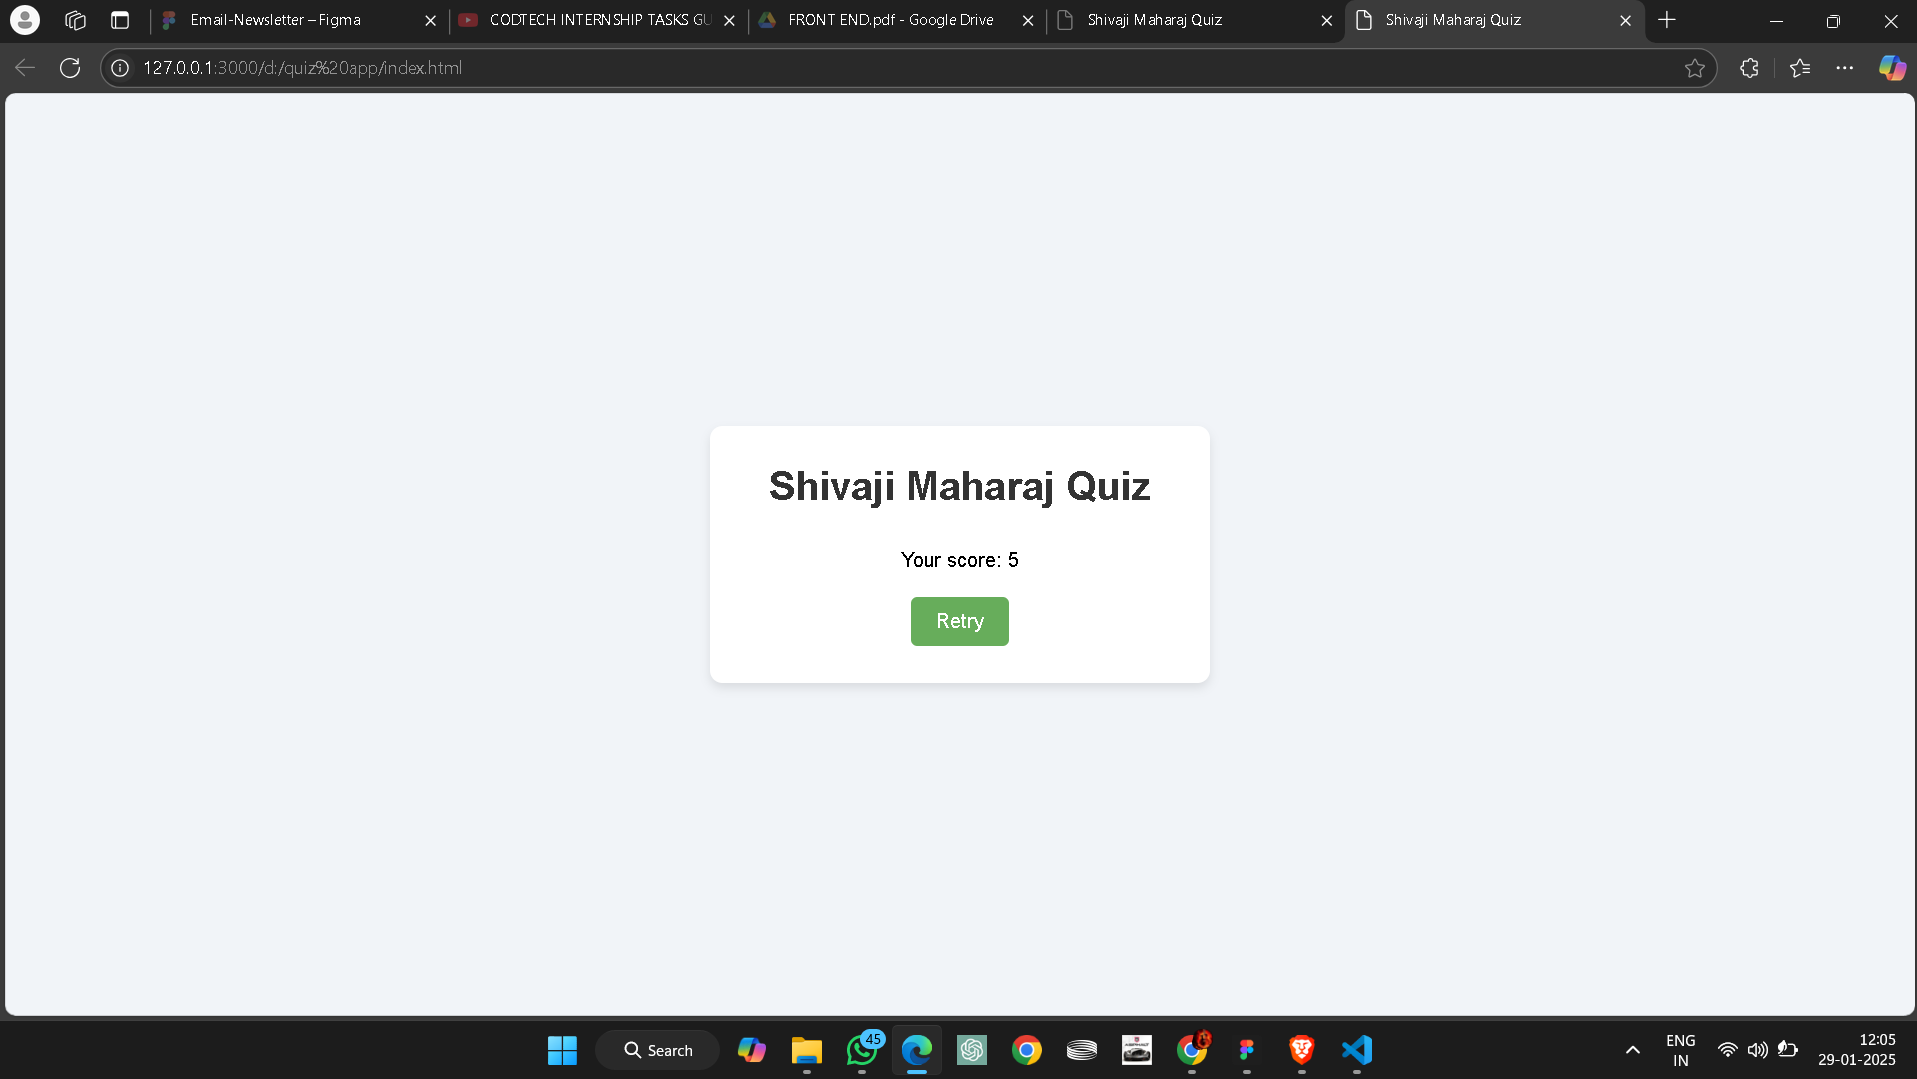 Email-Newsletter – Figma
CODTECH INTERNSHIP TASKS GU
FRONT END.pdf - Google Drive
Shivaji Maharaj Quiz
Shivaji Maharaj Quiz
127.0.0.1:3000/d:/quiz%20app/index.html
Shivaji Maharaj Quiz
Your score: 5
Retry
Search
45
ASPHALT
ENG
IN
12:05
29-01-2025